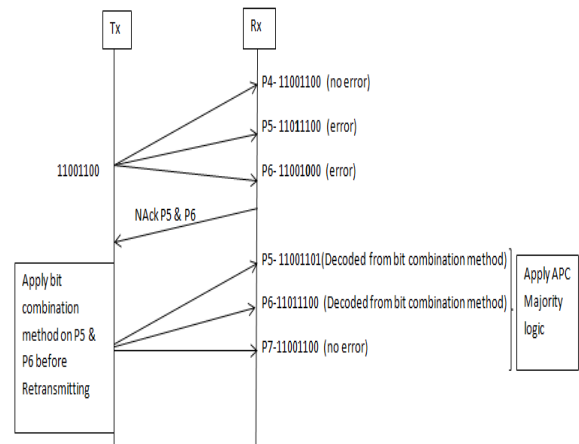 Tx
Rx
P4- 11001100 (no error)
P5- 11011100 (error)
11001100
P6- 11001000 (error)
NAck P5 & P6
P5- 11001101(Decoded from bit combination method)
Apply bit
combination
method on P5 &
P6 before
Retransmitting
P6-11011100 (Decoded from bit combination method)
P7-11001100 (no error)
Apply APC
Majority
logic